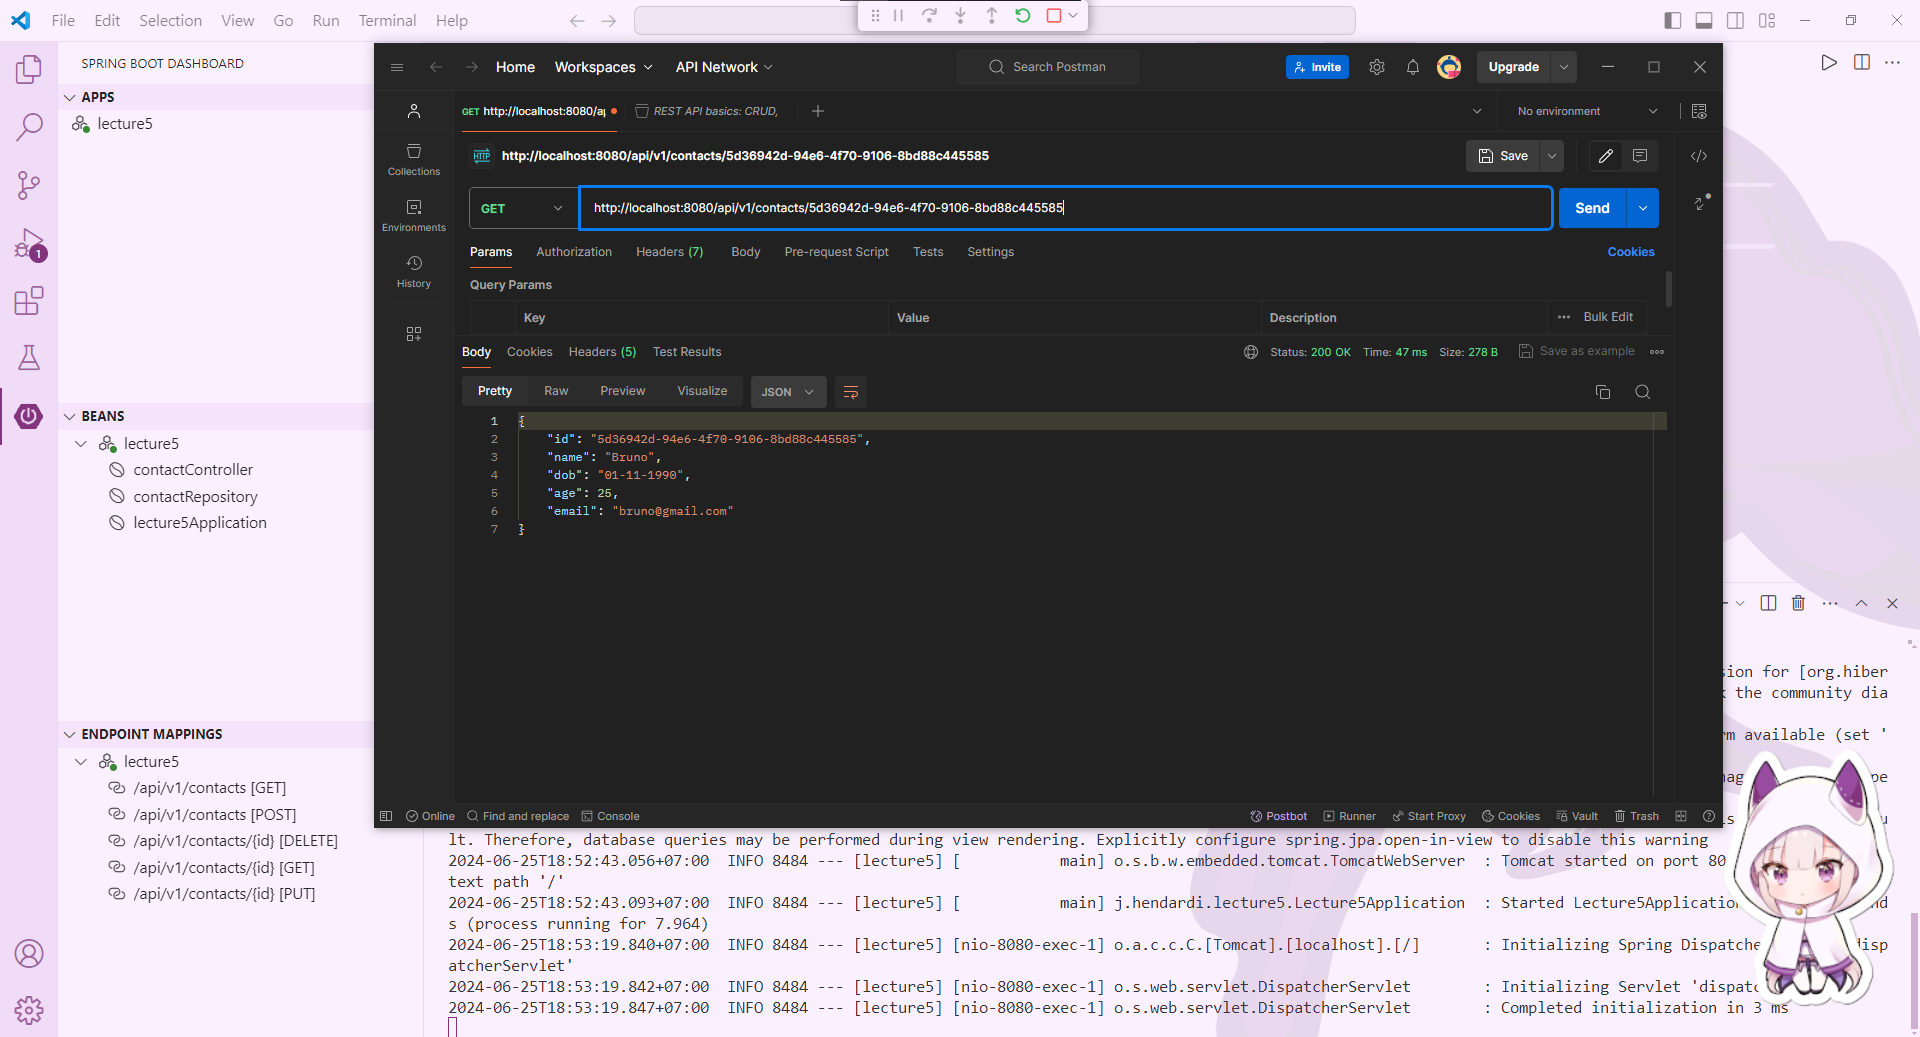 File Edit Selection View Go Run Terminal Help
SPRING BOOT DASHBOARD
APPS
lecture5
BEANS
lecture5
contactController
contactRepository
lecture5Application
ENDPOINT MAPPINGS
lecture5
/api/v1/contacts [GET]
/api/v1/contacts [POST]
/api/v1/contacts/{id} [DELETE]
/api/v1/contacts/{id} [GET]
/api/v1/contacts/{id} [PUT]
1
Home Workspaces API Network Search Postman Invite Upgrade
GET http://localhost:8080/ap REST API basics: CRUD, No environment
Collections
Environments
History
HTTP http://localhost:8080/api/v1/contacts/5d36942d-94e6-4f70-9106-8bd88c445585 Save
GET http://localhost:8080/api/v1/contacts/5d36942d-94e6-4f70-9106-8bd88c445585 Send
Params Authorization Headers (7) Body Pre-request Script Tests Settings Cookies
Query Params
Key Value Description Bulk Edit
Body Cookies Headers (5) Test Results Status: 200 OK Time: 47 ms Size: 278 B Save as example
Pretty Raw Preview Visualize JSON
1 {
2 "id": "5d36942d-94e6-4f70-9106-8bd88c445585",
3 "name": "Bruno",
4 "dob": "01-11-1990",
5 "age": 25,
6 "email": "bruno@gmail.com"
7 }
Online Find and replace Console Postbot Runner Start Proxy Cookies Vault Trash
sion for [org.hiber
the community dia
rm available (set '
lt. Therefore, database queries may be performed during view rendering. Explicitly configure spring.jpa.open-in-view to disable this warning
2024-06-25T18:52:43.056+07:00 INFO 8484 --- [lecture5] [ main] o.s.b.w.embedded.tomcat.TomcatWebServer : Tomcat started on port 80
text path '/'
2024-06-25T18:52:43.093+07:00 INFO 8484 --- [lecture5] [ main] j.hendardi.lecture5.Lecture5Application : Started Lecture5Application nd
s (process running for 7.964)
2024-06-25T18:53:19.840+07:00 INFO 8484 --- [lecture5] [nio-8080-exec-1] o.a.c.c.C.[Tomcat].[localhost].[/] : Initializing Spring Dispatche disp
atcherServlet'
2024-06-25T18:53:19.842+07:00 INFO 8484 --- [lecture5] [nio-8080-exec-1] o.s.web.servlet.DispatcherServlet : Initializing Servlet 'dispatc
2024-06-25T18:53:19.847+07:00 INFO 8484 --- [lecture5] [nio-8080-exec-1] o.s.web.servlet.DispatcherServlet : Completed initialization in 3 ms